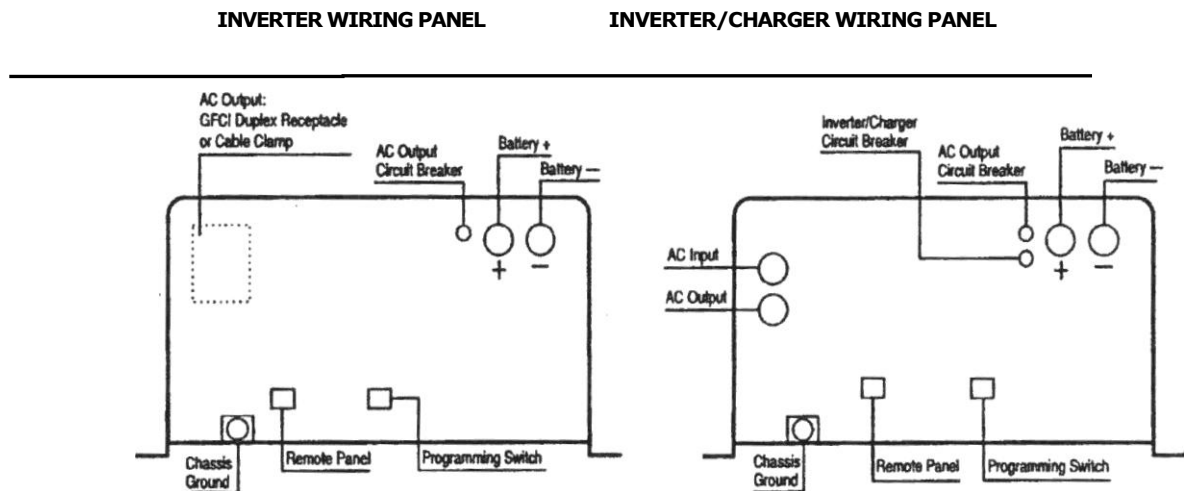 INVERTER WIRING PANEL
INVERTER/CHARGER WIRING PANEL
AC Output:
GFCI Duplex Receptacle
or Cable Clamp
AC Output
Circuit Breaker
Battery +
Battery —
+
—
Chassis
Ground
Remote Panel
Programming Switch
Inverter/Charger
Circuit Breaker
AC Output
Circuit Breaker
Battery +
Battery —
AC Input
AC Output
+
—
Chassis
Ground
Remote Panel
Programming Switch